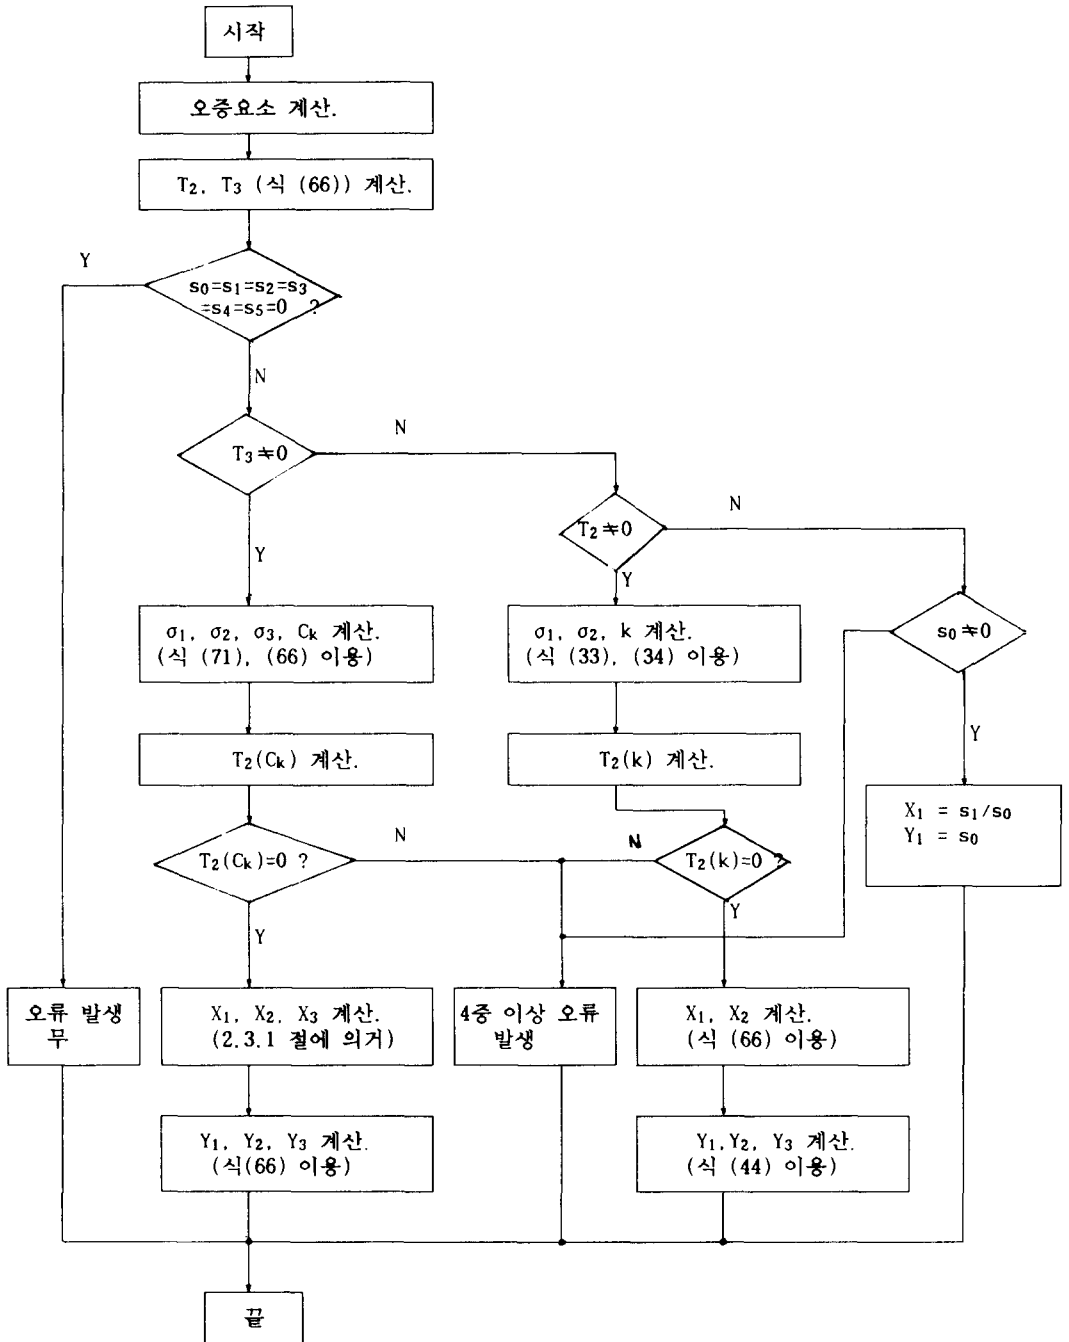 시작
오증요소 계산.
T₂, T₃ (식 (66)) 계산.
Y
s₀=s₁=s₂=s₃
=s₄=s₅=0 ?
N
T₃≠0
N
Y
T₂≠0
N
Y
s₀≠0
Y
σ₁, σ₂, σ₃, Cₖ 계산.
(식 (71), (66) 이용)
σ₁, σ₂, k 계산.
(식 (33), (34) 이용)
T₂(Cₖ) 계산.
T₂(k) 계산.
X₁ = s₁/s₀
Y₁ = s₀
T₂(Cₖ)=0 ?
N
Y
N
T₂(k)=0 ?
Y
오류 발생
무
X₁, X₂, X₃ 계산.
(2.3.1 절에 의거)
4중 이상 오류
발생
X₁, X₂ 계산.
(식 (66) 이용)
Y₁, Y₂, Y₃ 계산.
(식(66) 이용)
Y₁,Y₂, Y₃ 계산.
(식 (44) 이용)
끝